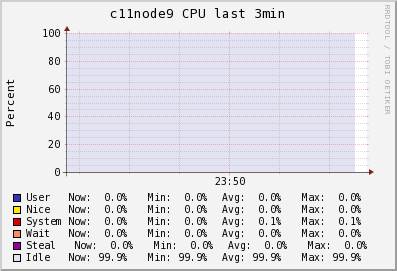 c11node9 CPU last 3min
RRDTOOL / TOBI OETIKER
Percent
100
80
60
40
20
0
23:50
User Now: 0.0% Min: 0.0% Avg: 0.0% Max: 0.0%
Nice Now: 0.0% Min: 0.0% Avg: 0.0% Max: 0.0%
System Now: 0.0% Min: 0.0% Avg: 0.1% Max: 0.1%
Wait Now: 0.0% Min: 0.0% Avg: 0.0% Max: 0.0%
Steal Now: 0.0% Min: 0.0% Avg: 0.0% Max: 0.0%
Idle Now: 99.9% Min: 99.9% Avg: 99.9% Max: 99.9%